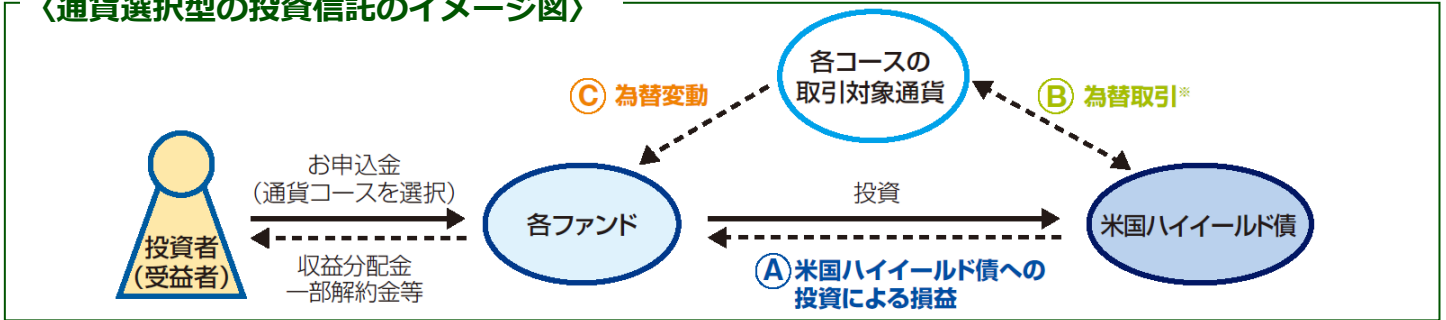 〈通貨選択型の投資信託のイメージ図〉
各コースの
取引対象通貨
Ⓒ 為替変動
Ⓑ 為替取引※
お申込金
(通貨コースを選択)
投資
投資者
(受益者)
各ファンド
米国ハイイールド債
収益分配金
一部解約金等
Ⓐ 米国ハイイールド債への
投資による損益